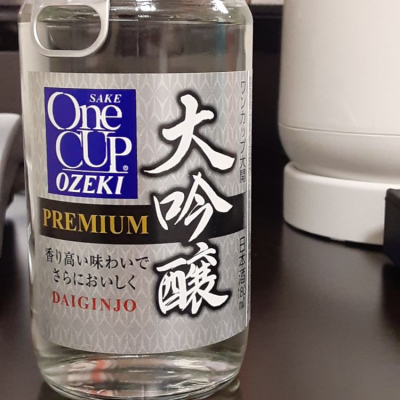 SAKE
One
CUP®
OZEKI
PREMIUM
香り高い味わいで
さらにおいしく
DAIGINJO
大吟醸
ワンカップ大関
日本酒